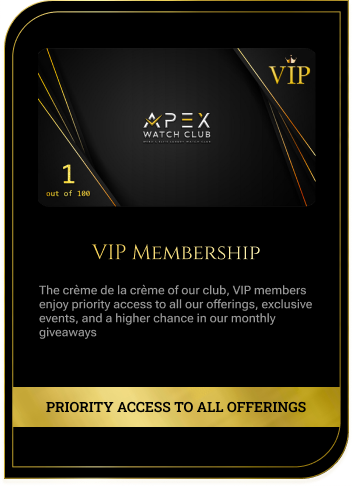 VIP
APEX
WATCH CLUB
1
out of 100
VIP Membership
The crème de la crème of our club, VIP members
enjoy priority access to all our offerings, exclusive
events, and a higher chance in our monthly
giveaways
PRIORITY ACCESS TO ALL OFFERINGS